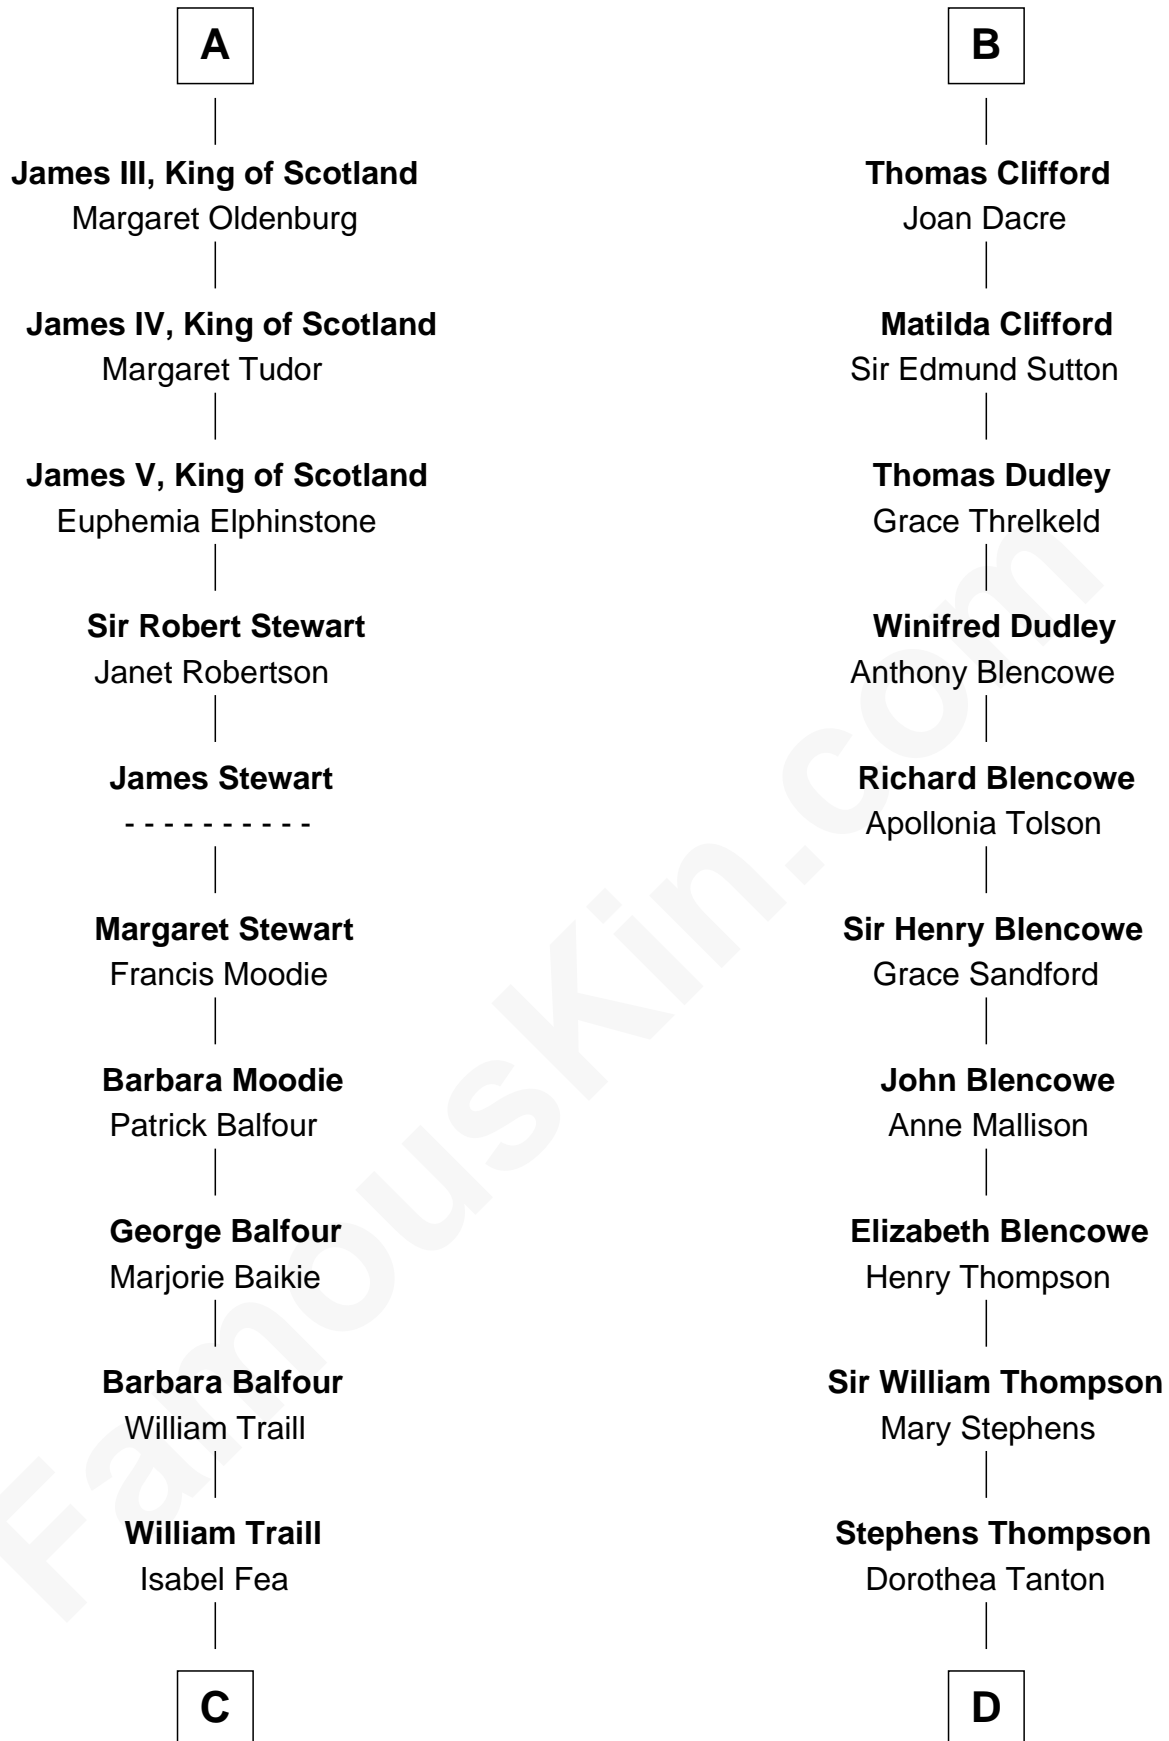 A
James III, King of Scotland
Margaret Oldenburg
James IV, King of Scotland
Margaret Tudor
James V, King of Scotland
Euphemia Elphinstone
Sir Robert Stewart
Janet Robertson
James Stewart
- - - - - - - - - -
Margaret Stewart
Francis Moodie
Barbara Moodie
Patrick Balfour
George Balfour
Marjorie Baikie
Barbara Balfour
William Traill
William Traill
Isabel Fea
C
B
Thomas Clifford
Joan Dacre
Matilda Clifford
Sir Edmund Sutton
Thomas Dudley
Grace Threlkeld
Winifred Dudley
Anthony Blencowe
Richard Blencowe
Apollonia Tolson
Sir Henry Blencowe
Grace Sandford
John Blencowe
Anne Mallison
Elizabeth Blencowe
Henry Thompson
Sir William Thompson
Mary Stephens
Stephens Thompson
Dorothea Tanton
D
FamousKin.com